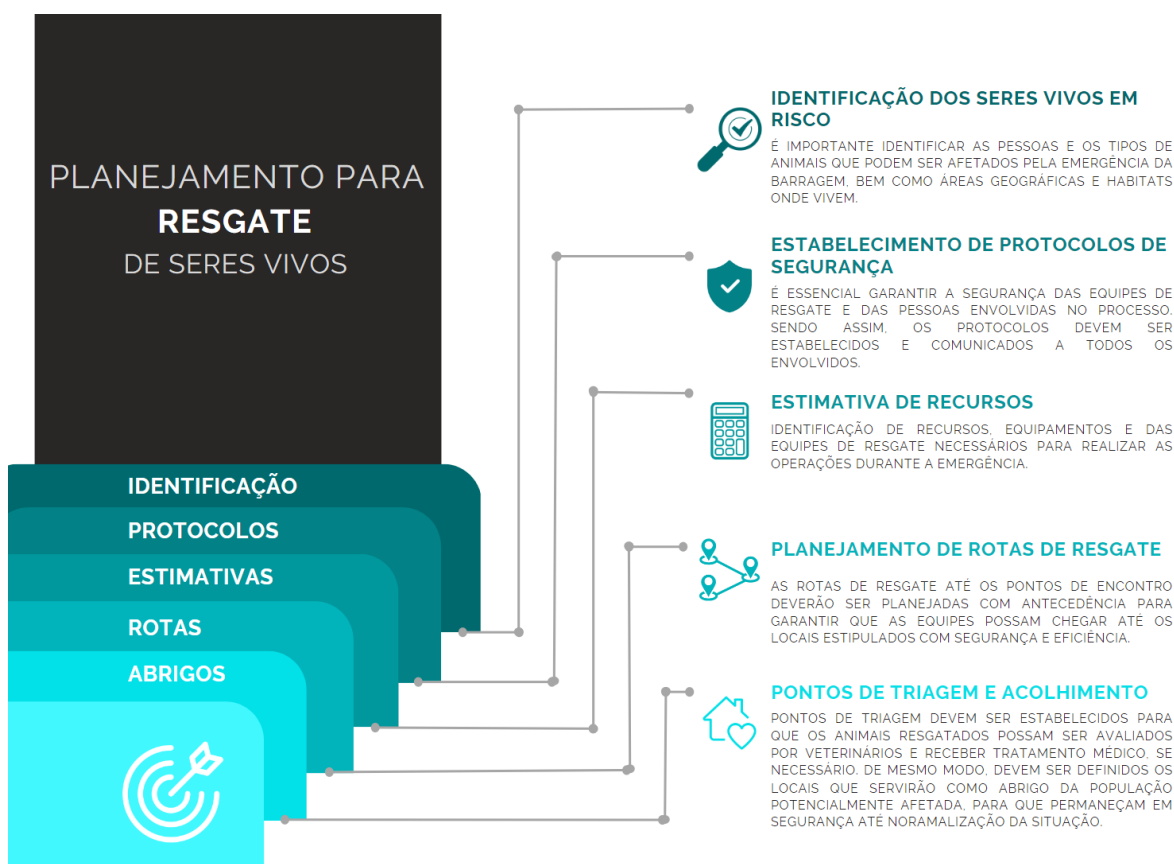 PLANEJAMENTO PARA
RESGATE
DE SERES VIVOS
IDENTIFICAÇÃO
PROTOCOLOS
ESTIMATIVAS
ROTAS
ABRIGOS
IDENTIFICAÇÃO DOS SERES VIVOS EM
RISCO
É IMPORTANTE IDENTIFICAR AS PESSOAS E OS TIPOS DE
ANIMAIS QUE PODEM SER AFETADOS PELA EMERGÊNCIA DA
BARRAGEM, BEM COMO ÁREAS GEOGRÁFICAS E HABITATS
ONDE VIVEM.
ESTABELECIMENTO DE PROTOCOLOS DE
SEGURANÇA
É ESSENCIAL GARANTIR A SEGURANÇA DAS EQUIPES DE
RESGATE E DAS PESSOAS ENVOLVIDAS NO PROCESSO.
SENDO ASSIM, OS PROTOCOLOS DEVEM SER
ESTABELECIDOS E COMUNICADOS A TODOS OS
ENVOLVIDOS.
ESTIMATIVA DE RECURSOS
IDENTIFICAÇÃO DE RECURSOS, EQUIPAMENTOS E DAS
EQUIPES DE RESGATE NECESSÁRIOS PARA REALIZAR AS
OPERAÇÕES DURANTE A EMERGÊNCIA.
PLANEJAMENTO DE ROTAS DE RESGATE
AS ROTAS DE RESGATE ATÉ OS PONTOS DE ENCONTRO
DEVERÃO SER PLANEJADAS COM ANTECEDÊNCIA PARA
GARANTIR QUE AS EQUIPES POSSAM CHEGAR ATÉ OS
LOCAIS ESTIPULADOS COM SEGURANÇA E EFICIÊNCIA.
PONTOS DE TRIAGEM E ACOLHIMENTO
PONTOS DE TRIAGEM DEVEM SER ESTABELECIDOS PARA
QUE OS ANIMAIS RESGATADOS POSSAM SER AVALIADOS
POR VETERINÁRIOS E RECEBER TRATAMENTO MÉDICO, SE
NECESSÁRIO. DE MESMO MODO, DEVEM SER DEFINIDOS OS
LOCAIS QUE SERVIRÃO COMO ABRIGO DA POPULAÇÃO
POTENCIALMENTE AFETADA, PARA QUE PERMANEÇAM EM
SEGURANÇA ATÉ NORAMALIZAÇÃO DA SITUAÇÃO.